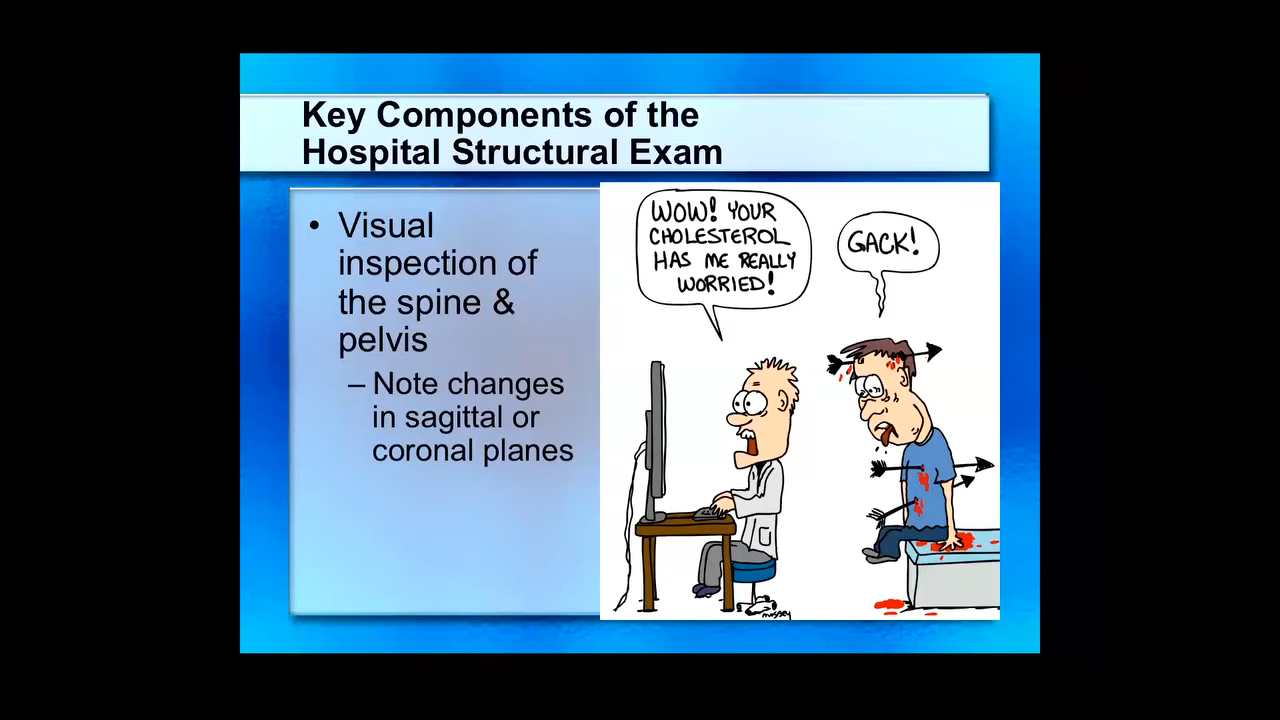 Key Components of the
Hospital Structural Exam
• Visual
inspection of
the spine &
pelvis
– Note changes
in sagittal or
coronal planes
WOW! YOUR
CHOLESTEROL
HAS ME REALLY
WORRIED!
GACK!